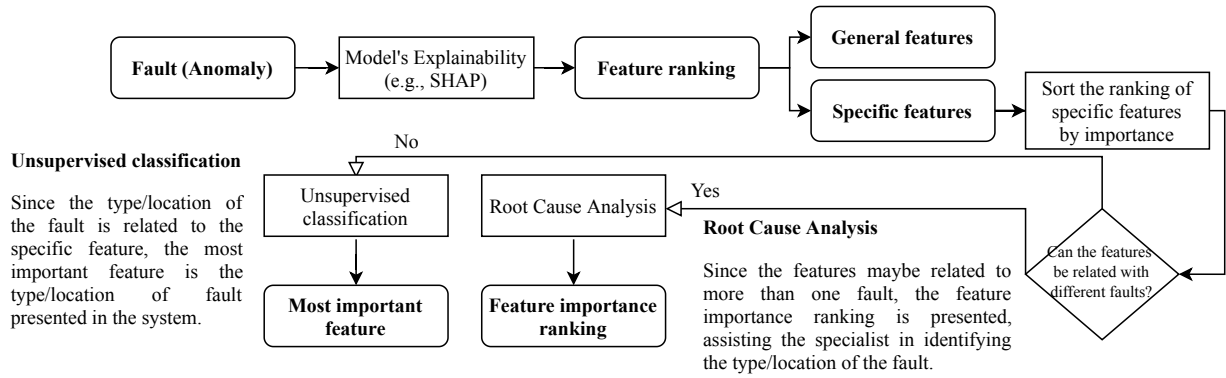 Fault (Anomaly)
Model's Explainability
(e.g., SHAP)
Feature ranking
General features
Specific features
Sort the ranking of
specific features
by importance
No
Unsupervised classification
Since the type/location of
the fault is related to the
specific feature, the most
important feature is the
type/location of fault
presented in the system.
Unsupervised
classification
Most important
feature
Root Cause Analysis
Feature importance
ranking
Yes
Root Cause Analysis
Since the features maybe related to
more than one fault, the feature
importance ranking is presented,
assisting the specialist in identifying
the type/location of the fault.
Can the features
be related with
different faults?